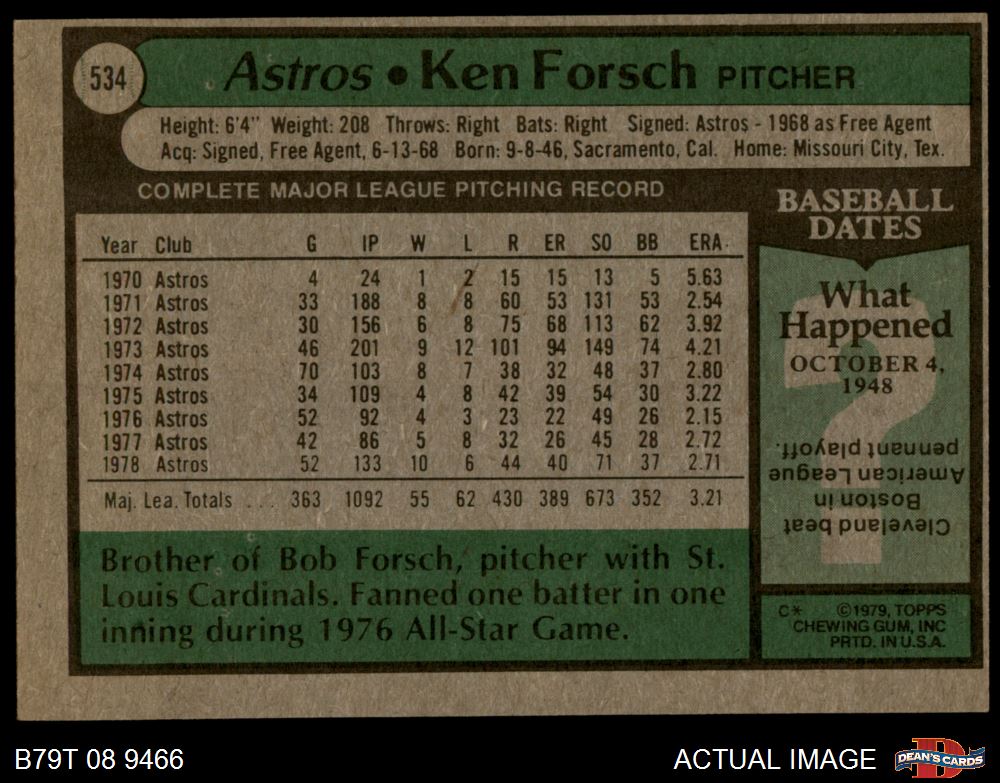 534
Astros • Ken Forsch PITCHER
Height: 6'4" Weight: 208 Throws: Right Bats: Right Signed: Astros - 1968 as Free Agent
Acq: Signed, Free Agent, 6-13-68 Born: 9-8-46, Sacramento, Cal. Home: Missouri City, Tex.
COMPLETE MAJOR LEAGUE PITCHING RECORD
Year Club G IP W L R ER SO BB ERA
1970 Astros 4 24 1 2 15 15 13 5 5.63
1971 Astros 33 188 8 8 60 53 131 53 2.54
1972 Astros 30 156 6 8 75 68 113 62 3.92
1973 Astros 46 201 9 12 101 94 149 74 4.21
1974 Astros 70 103 8 7 38 32 48 37 2.80
1975 Astros 34 109 4 8 42 39 54 30 3.22
1976 Astros 52 92 4 3 23 22 49 26 2.15
1977 Astros 42 86 5 8 32 26 45 28 2.72
1978 Astros 52 133 10 6 44 40 71 37 2.71
Maj. Lea. Totals ... 363 1092 55 62 430 389 673 352 3.21
Brother of Bob Forsch, pitcher with St.
Louis Cardinals. Fanned one batter in one
inning during 1976 All-Star Game.
BASEBALL
DATES
What
Happened
OCTOBER 4,
1948
?
Cleveland beat
Boston in
American League
pennant playoff.
C* ©1979, TOPPS
CHEWING GUM, INC
PRTD. IN U.S.A.
B79T 08 9466
ACTUAL IMAGE
D
DEAN'S CARDS